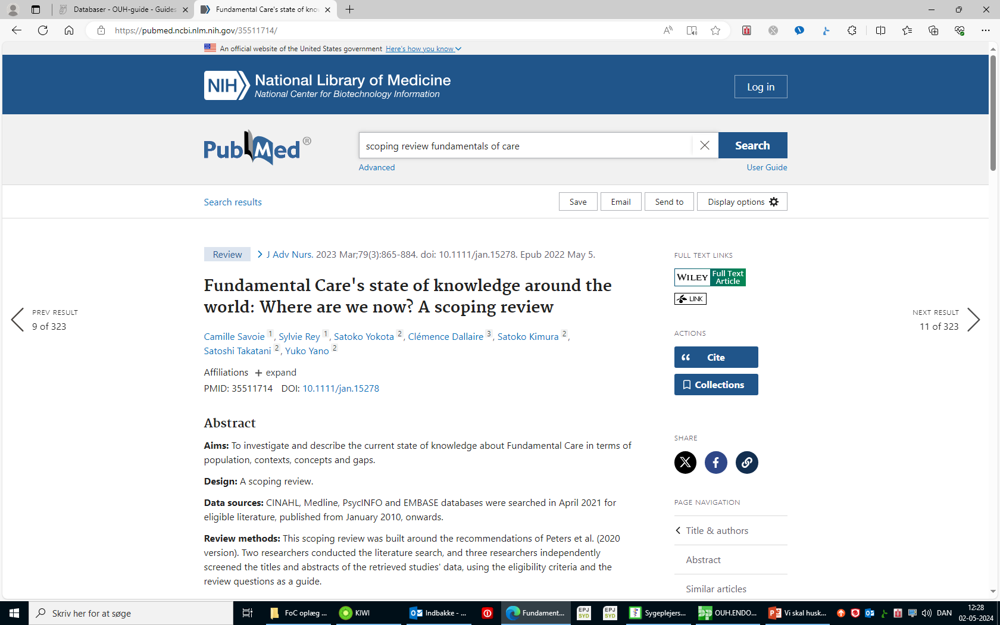 Databaser - OUH-guide - Guides
Fundamental Care's state of know
https://pubmed.ncbi.nlm.nih.gov/35511714/
An official website of the United States government Here's how you know
NIH National Library of Medicine
National Center for Biotechnology Information
Log in
PubMed®
scoping review fundamentals of care
Search
Advanced
User Guide
Search results
Save
Email
Send to
Display options
Review J Adv Nurs. 2023 Mar;79(3):865-884. doi: 10.1111/jan.15278. Epub 2022 May 5.
Fundamental Care's state of knowledge around the
world: Where are we now? A scoping review
Camille Savoie 1, Sylvie Rey 1, Satoko Yokota 2, Clémence Dallaire 3, Satoko Kimura 2,
Satoshi Takatani 2, Yuko Yano 2
Affiliations + expand
PMID: 35511714 DOI: 10.1111/jan.15278
Abstract
Aims: To investigate and describe the current state of knowledge about Fundamental Care in terms of
population, contexts, concepts and gaps.
Design: A scoping review.
Data sources: CINAHL, Medline, PsycINFO and EMBASE databases were searched in April 2021 for
eligible literature, published from January 2010, onwards.
Review methods: This scoping review was built around the recommendations of Peters et al. (2020
version). Two researchers conducted the literature search, and three researchers independently
screened the titles and abstracts of the retrieved studies' data, using the eligibility criteria and the
review questions as a guide.
PREV RESULT
9 of 323
NEXT RESULT
11 of 323
FULL TEXT LINKS
WILEY Full Text
Article
LINK
ACTIONS
Cite
Collections
SHARE
PAGE NAVIGATION
Title & authors
Abstract
Similar articles
Skriv her for at søge
FoC oplæg ...
KIWI
Indbakke - ...
Fundament...
EPJ
SYD
EPJ
SYD
Sygeplejers...
OUH.ENDO...
Vi skal husk...
DAN
12:28
02-05-2024